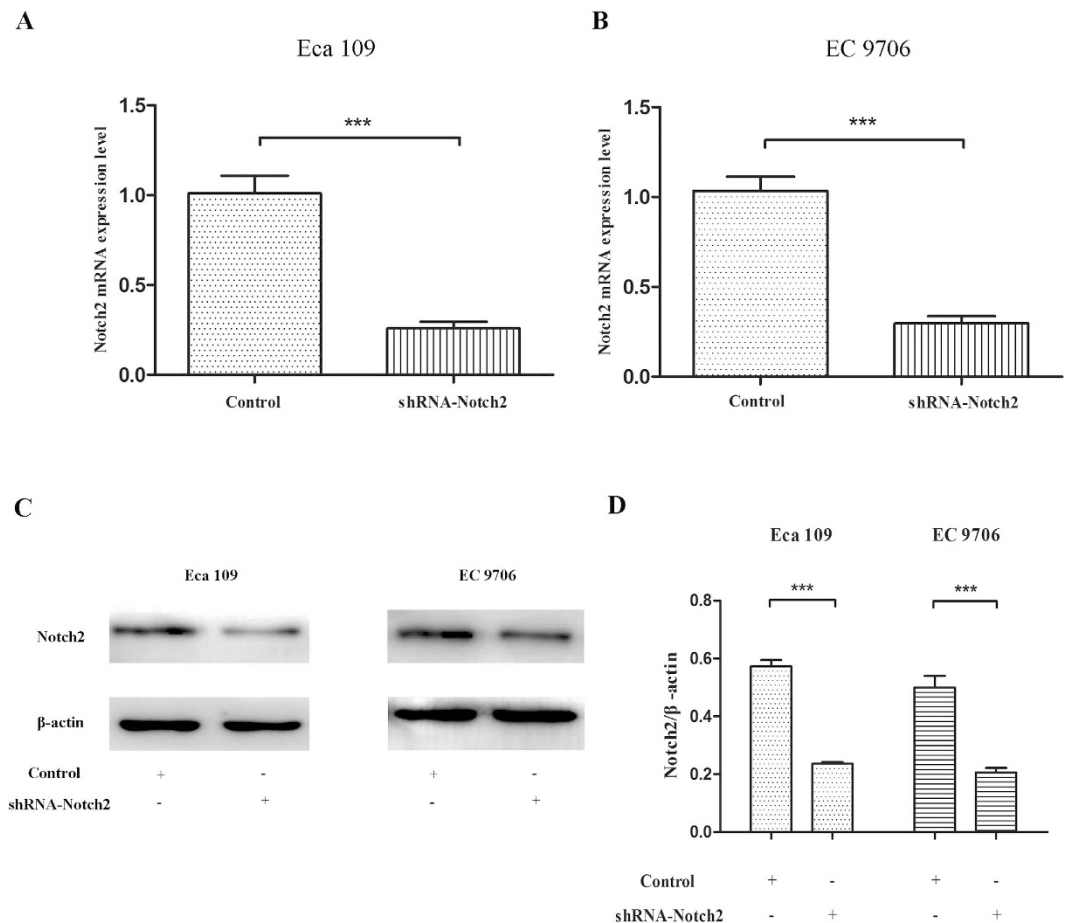 A
Eca 109
Notch2 mRNA expression level
1.5
1.0
0.5
0.0
***
Control shRNA-Notch2
B
EC 9706
Notch2 mRNA expression level
1.5
1.0
0.5
0.0
***
Control shRNA-Notch2
C
Eca 109 EC 9706
Notch2
β-actin
Control + - + -
shRNA-Notch2 - + - +
D
Eca 109 EC 9706
Notch2/β -actin
0.8
0.6
0.4
0.2
0.0
*** ***
Control + - + -
shRNA-Notch2 - + - +